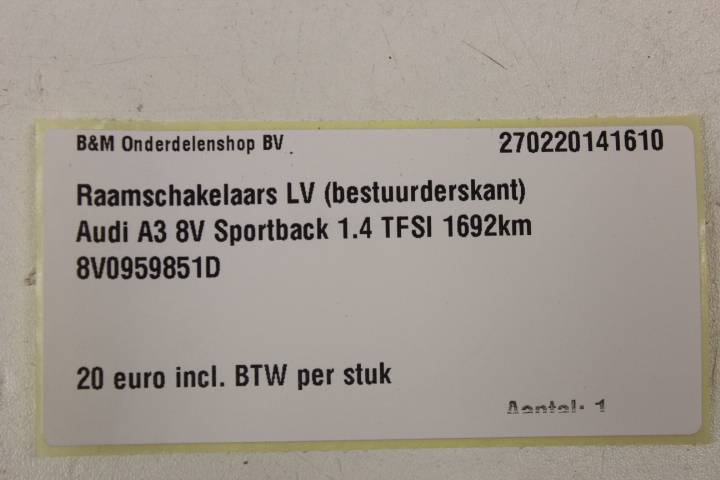 B&M Onderdelenshop BV 270220141610
Raamschakelaars LV (bestuurderskant)
Audi A3 8V Sportback 1.4 TFSI 1692km
8V0959851D
20 euro incl. BTW per stuk
Aantal: 1